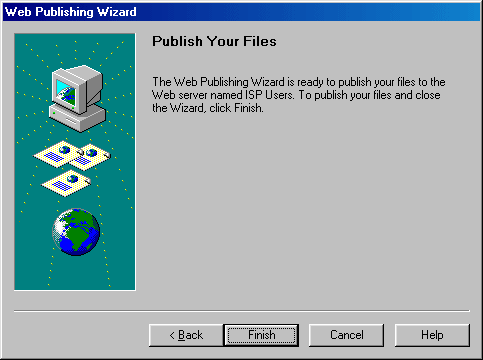 Web Publishing Wizard
Publish Your Files
The Web Publishing Wizard is ready to publish your files to the
Web server named ISP Users. To publish your files and close
the Wizard, click Finish.
< Back
Finish
Cancel
Help